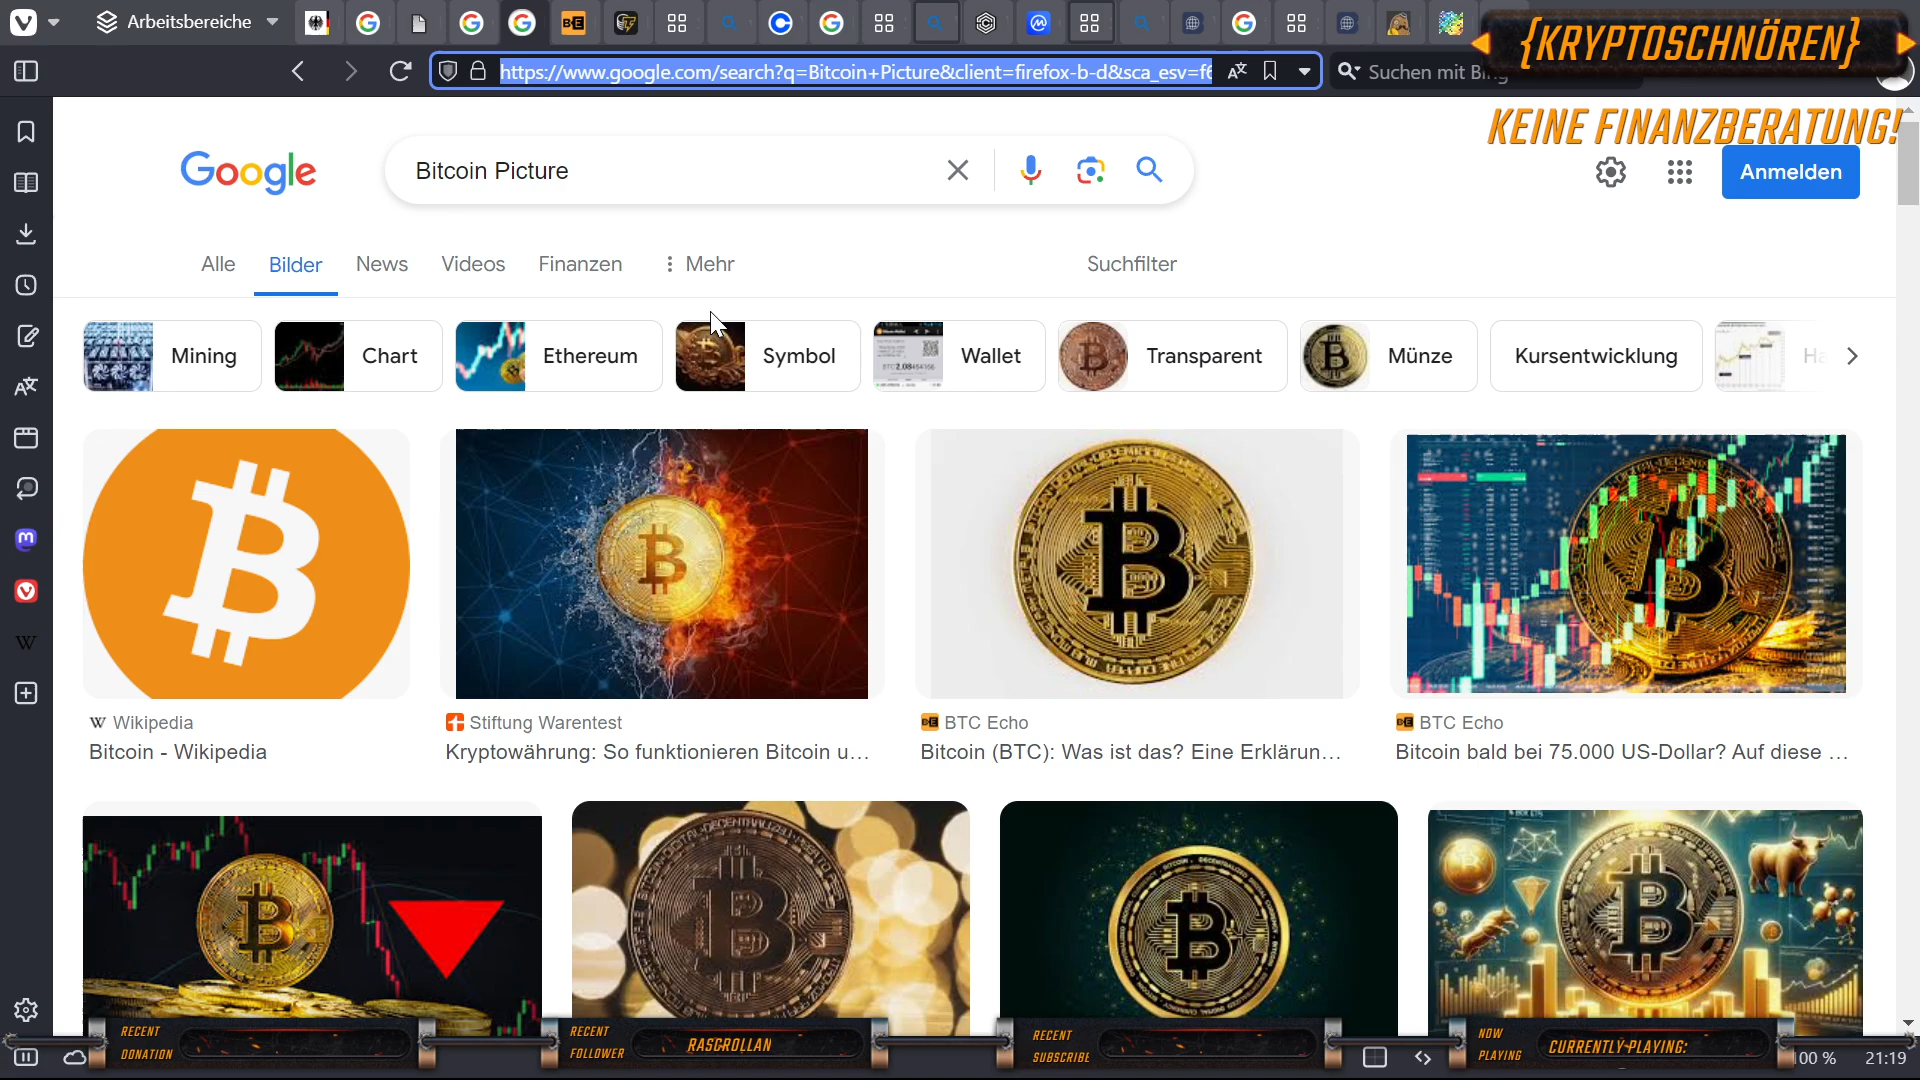 Arbeitsbereiche
{KRYPTOSCHNÖREN}
https://www.google.com/search?q=Bitcoin+Picture&client=firefox-b-d&sca_esv=f6
Suchen mit Bing
KEINE FINANZBERATUNG!
Google
Bitcoin Picture
Anmelden
Alle
Bilder
News
Videos
Finanzen
Mehr
Suchfilter
Mining
Chart
Ethereum
Symbol
Wallet
Transparent
Münze
Kursentwicklung
Ha
W Wikipedia
Bitcoin - Wikipedia
Stiftung Warentest
Kryptowährung: So funktionieren Bitcoin u...
BTC Echo
Bitcoin (BTC): Was ist das? Eine Erklärun...
BTC Echo
Bitcoin bald bei 75.000 US-Dollar? Auf diese ...
RECENT
DONATION
RECENT
FOLLOWER
RASCROLLAN
RECENT
SUBSCRIBE
NOW
PLAYING
CURRENTLY PLAYING:
00 %
21:19